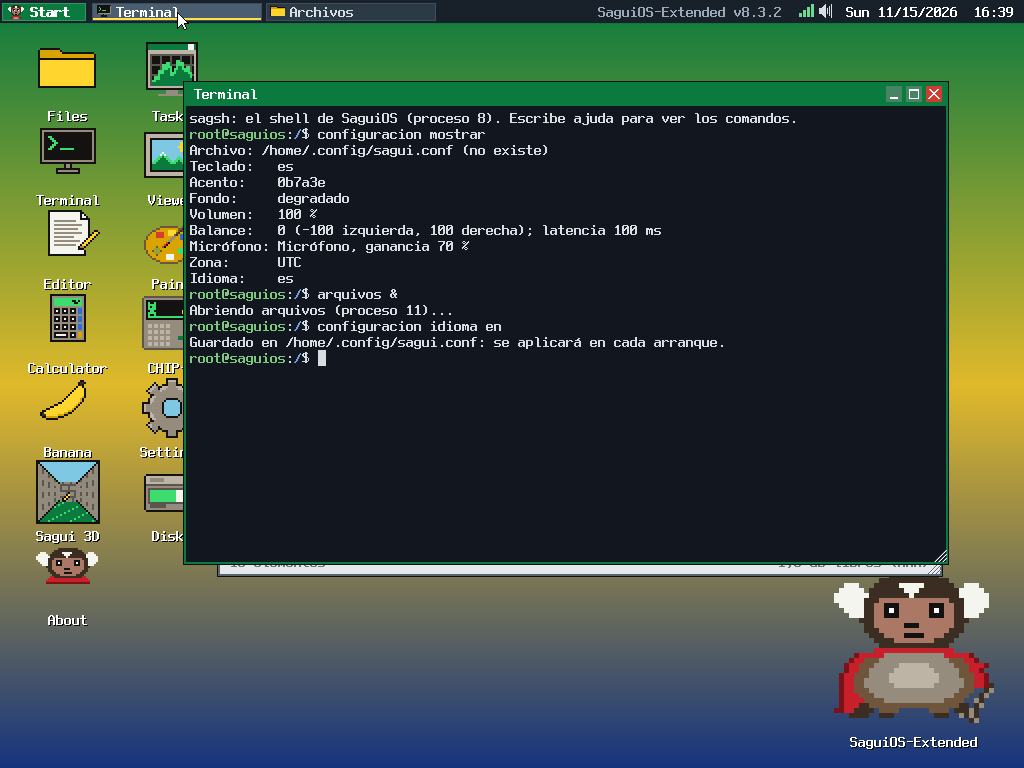 Start
Terminal
Archivos
SaguiOS-Extended v8.3.2
Sun 11/15/2026 16:39
Files
Task
Terminal
Editor
Calculator
Banana
Sagui 3D
About
Terminal
sagsh: el shell de SaguiOS (proceso 8). Escribe ajuda para ver los comandos.
root@saguios:/$ configuracion mostrar
Archivo: /home/.config/sagui.conf (no existe)
Teclado: es
Acento: 0b7a3e
Fondo: degradado
Volumen: 100 %
Balance: 0 (-100 izquierda, 100 derecha); latencia 100 ms
Micrófono: Micrófono, ganancia 70 %
Zona: UTC
Idioma: es
root@saguios:/$ arquivos &
Abriendo arquivos (proceso 11)...
root@saguios:/$ configuracion idioma en
Guardado en /home/.config/sagui.conf: se aplicará en cada arranque.
root@saguios:/$
Disk
SaguiOS-Extended